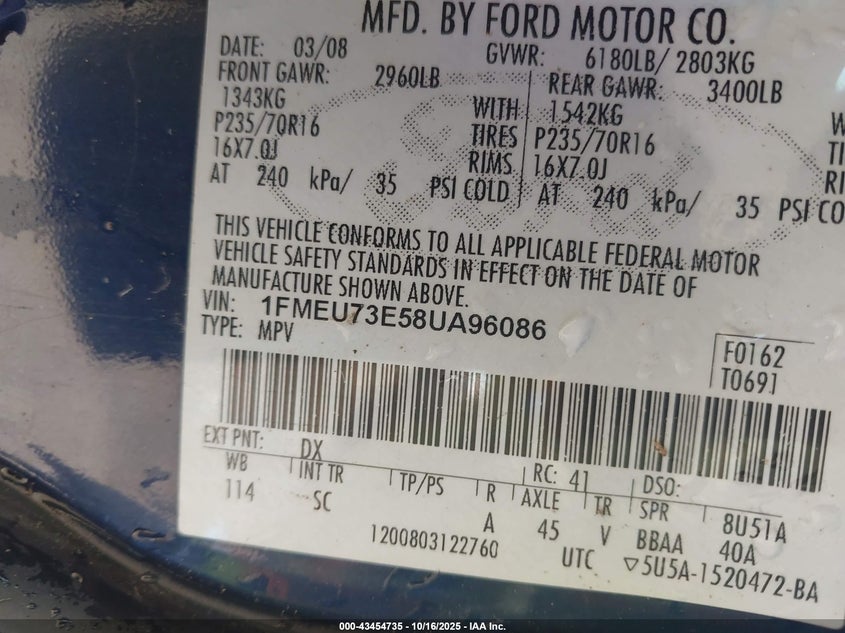 MFD. BY FORD MOTOR CO.
DATE: 03/08 GVWR: 6180LB/ 2803KG
FRONT GAWR: 2960LB REAR GAWR: 3400LB
1343KG WITH 1542KG W
P235/70R16 TIRES P235/70R16 TI
16X7.0J RIMS 16X7.0J RI
AT 240 kPa/ 35 PSI COLD AT 240 kPa/ 35 PSI CO
THIS VEHICLE CONFORMS TO ALL APPLICABLE FEDERAL MOTOR
VEHICLE SAFETY STANDARDS IN EFFECT ON THE DATE OF
MANUFACTURE SHOWN ABOVE.
VIN: 1FMEU73E58UA96086
TYPE: MPV
F0162
T0691
EXT PNT: DX RC: 41 DSO:
WB INT TR TP/PS R AXLE TR SPR 8U51A
114 SC A 45 V BBAA 40A
1200803122760 UTC ▽5U5A-1520472-BA
000-43454735 - 10/16/2025 - IAA Inc.